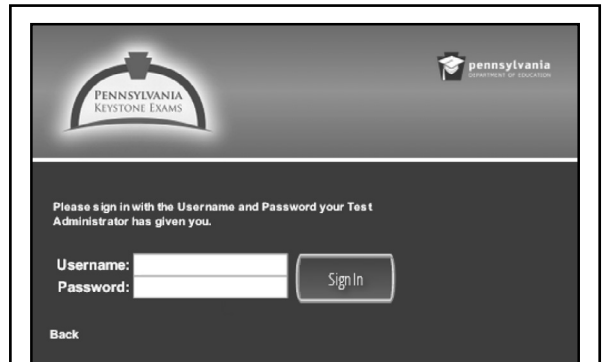 PENNSYLVANIA
KEYSTONE EXAMS
pennsylvania
DEPARTMENT OF EDUCATION
Please sign in with the Username and Password your Test
Administrator has given you.
Username:
Password:
Sign In
Back